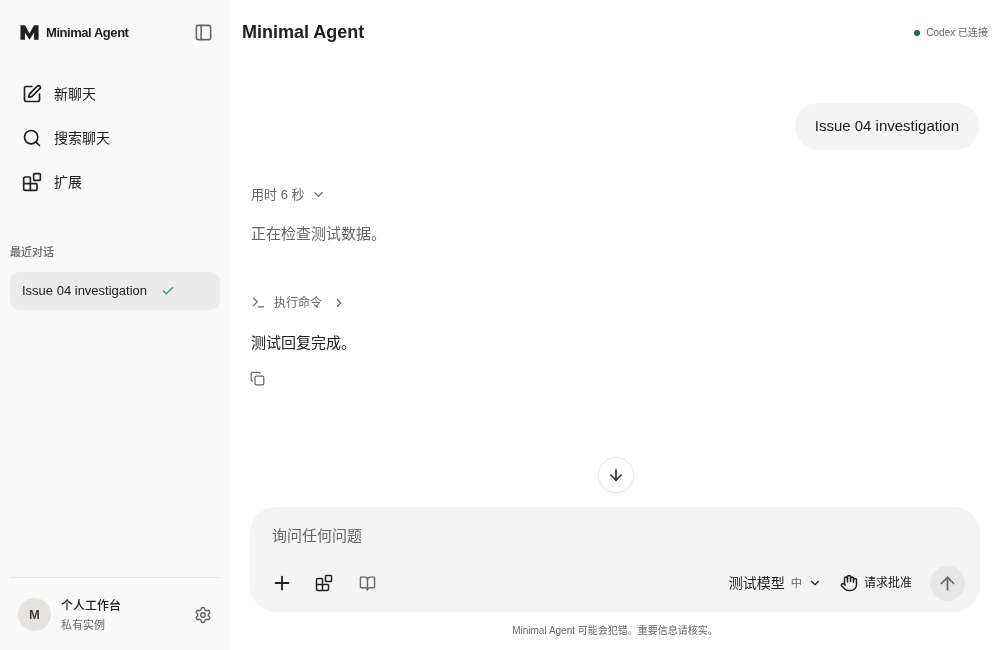 Minimal Agent
新聊天
搜索聊天
扩展
最近对话
Issue 04 investigation
M
个人工作台
私有实例
Minimal Agent
Codex 已连接
Issue 04 investigation
用时 6 秒
正在检查测试数据。
执行命令
测试回复完成。
询问任何问题
测试模型 中
请求批准
Minimal Agent 可能会犯错。重要信息请核实。